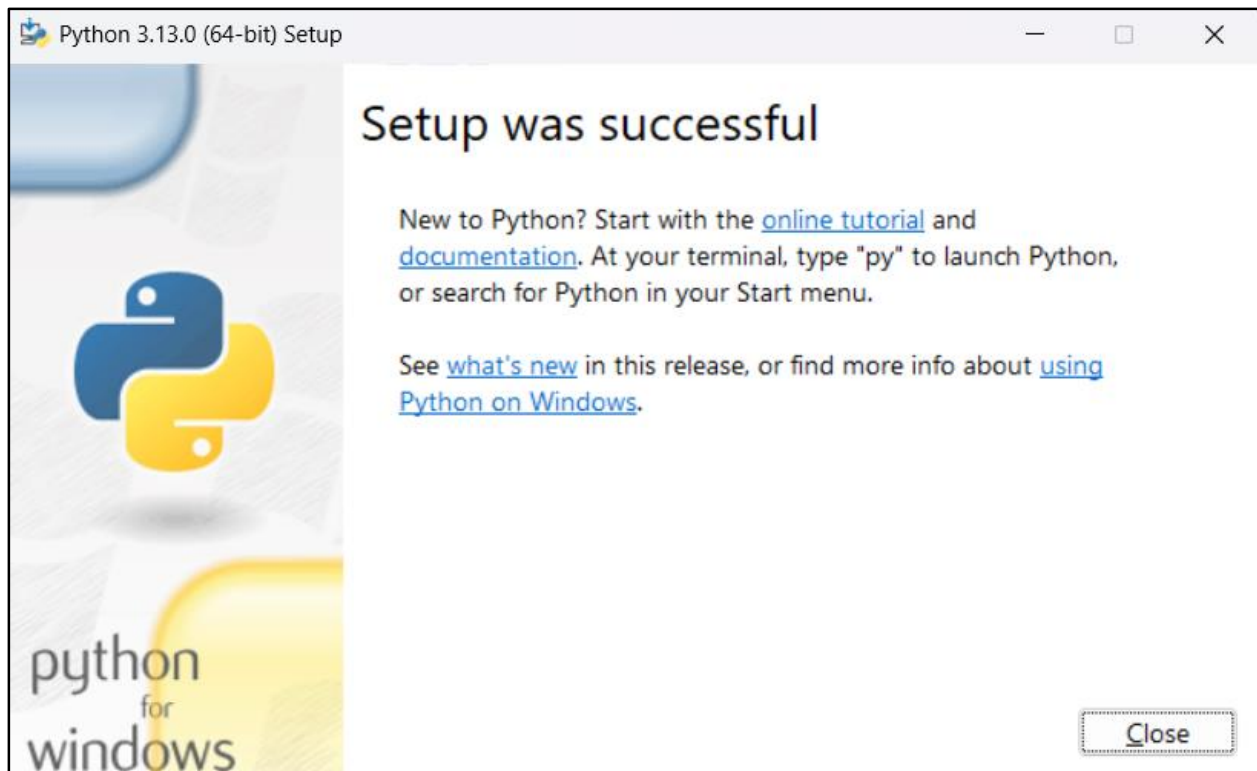 Python 3.13.0 (64-bit) Setup
Setup was successful
New to Python? Start with the online tutorial and
documentation. At your terminal, type "py" to launch Python,
or search for Python in your Start menu.
See what's new in this release, or find more info about using
Python on Windows.
python
for
windows
Close